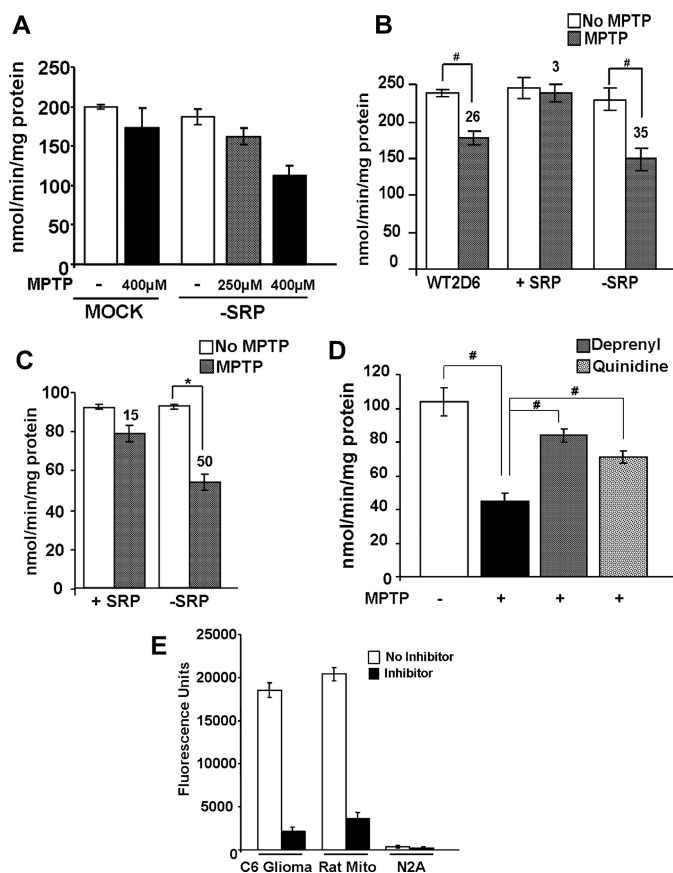 A
nmol/min/mg protein
250
200
150
100
50
0
MPTP - 400µM - 250µM 400µM
MOCK -SRP
B
No MPTP
MPTP
nmol/min/mg protein
250
200
150
100
50
0
#
26
3
#
35
WT2D6 + SRP -SRP
C
No MPTP
MPTP
nmol/min/mg protein
100
80
60
40
20
0
15
*
50
+ SRP -SRP
D
Deprenyl
Quinidine
nmol/min/mg protein
120
100
80
60
40
20
0
#
#
#
MPTP - + + +
E
No Inhibitor
Inhibitor
Fluorescence Units
25000
20000
15000
10000
5000
0
C6 Glioma Rat Mito N2A